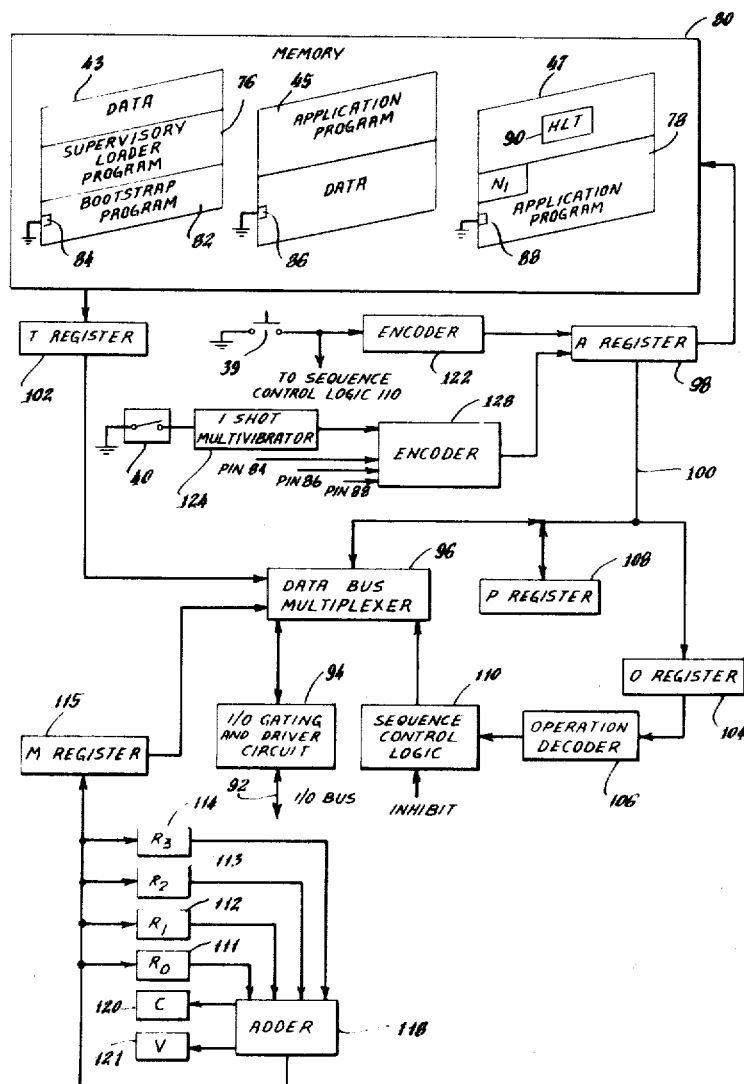 80
MEMORY
43
DATA
76
SUPERVISORY
LOADER
PROGRAM
BOOTSTRAP
PROGRAM
84
82
45
APPLICATION
PROGRAM
DATA
86
47
90
HLT
78
N1
APPLICATION
PROGRAM
88
T REGISTER
102
39
ENCODER
122
A REGISTER
98
TO SEQUENCE
CONTROL LOGIC 110
40
1 SHOT
MULTIVIBRATOR
124
128
ENCODER
PIN 84
PIN 86
PIN 88
100
96
DATA BUS
MULTIPLEXER
108
P REGISTER
O REGISTER
104
115
M REGISTER
94
I/O GATING
AND DRIVER
CIRCUIT
92
I/O BUS
110
SEQUENCE
CONTROL
LOGIC
INHIBIT
OPERATION
DECODER
106
114
R3
113
R2
112
R1
111
R0
120
C
121
V
ADDER
118